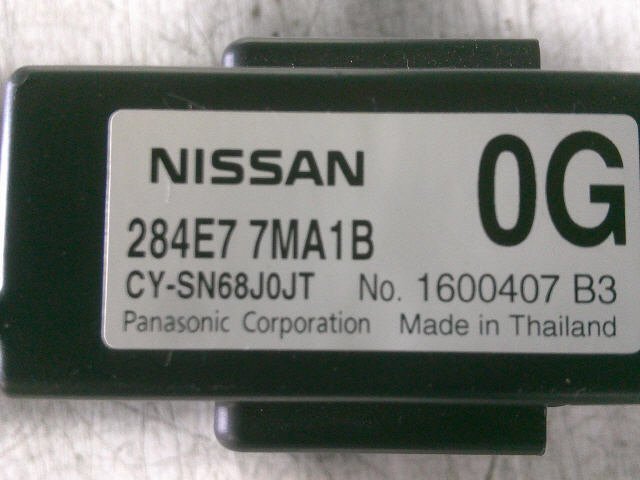 NISSAN 0G
284E7 7MA1B
CY-SN68J0JT No. 1600407 B3
Panasonic Corporation Made in Thailand